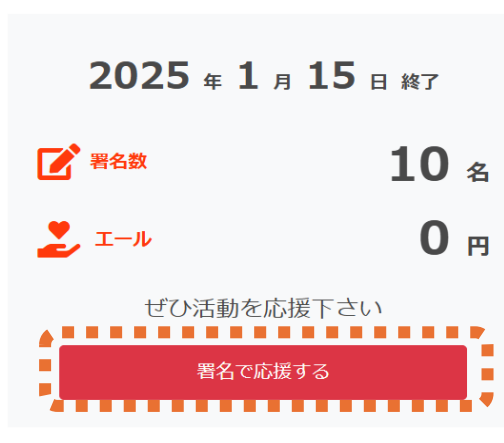 2025 年 1 月 15 日 終了
署名数 10 名
エール 0 円
ぜひ活動を応援下さい
署名で応援する